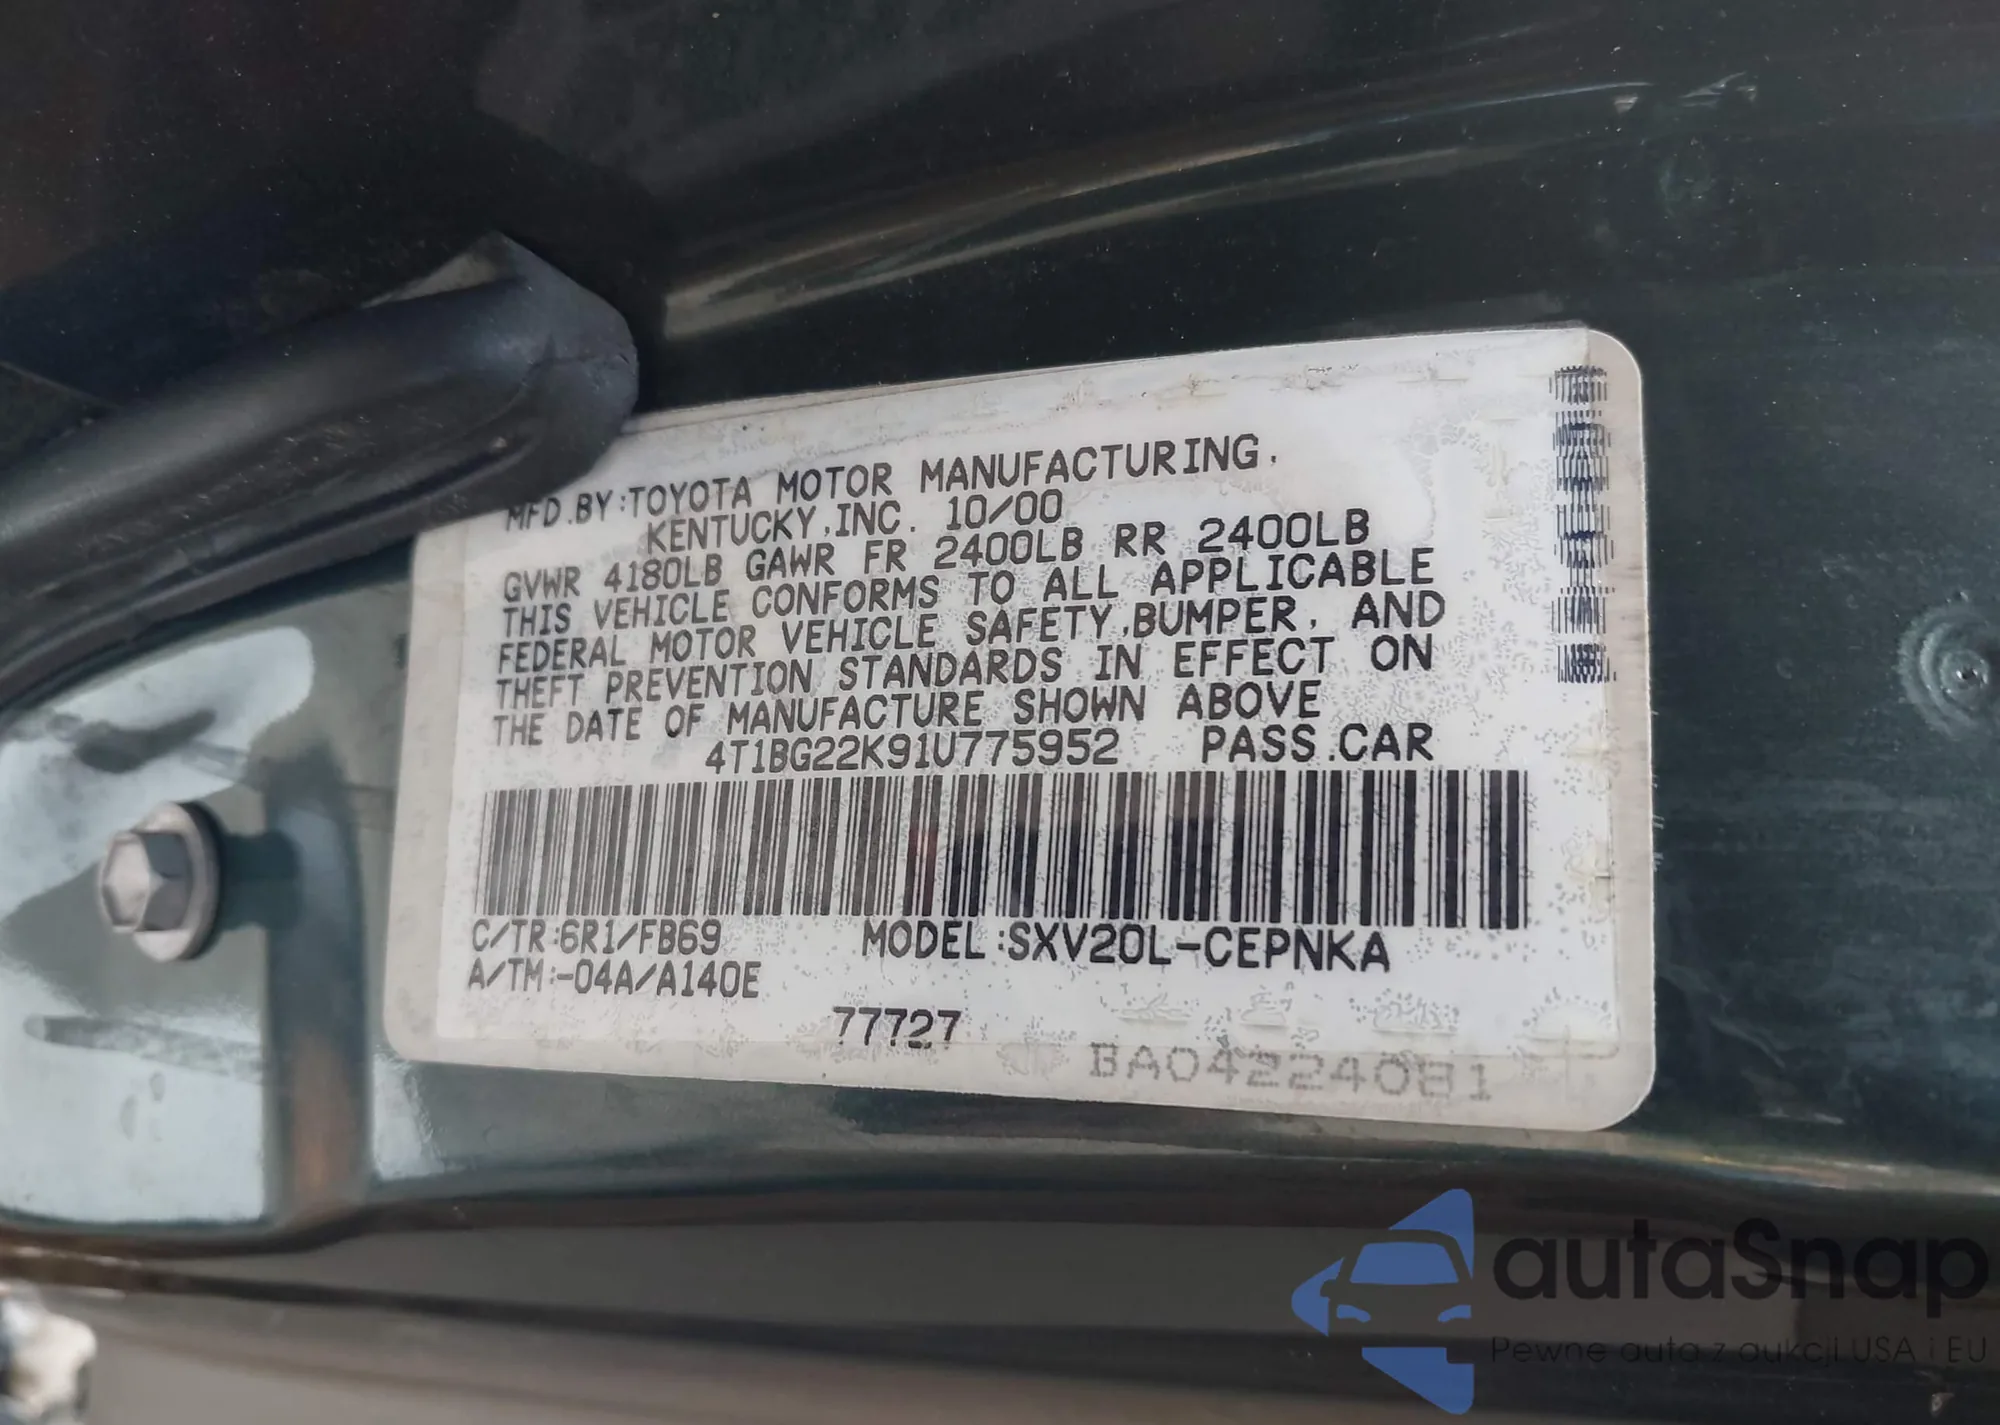 MFD.BY:TOYOTA MOTOR MANUFACTURING,
KENTUCKY,INC. 10/00
GVWR 4180LB GAWR FR 2400LB RR 2400LB
THIS VEHICLE CONFORMS TO ALL APPLICABLE
FEDERAL MOTOR VEHICLE SAFETY,BUMPER, AND
THEFT PREVENTION STANDARDS IN EFFECT ON
THE DATE OF MANUFACTURE SHOWN ABOVE
4T1BG22K91U775952 PASS.CAR
C/TR:6R1/FB69 MODEL:SXV20L-CEPNKA
A/TM:-04A/A140E
77727
BA04224081
autaSnap
Pewne auta z aukcji USA i EU